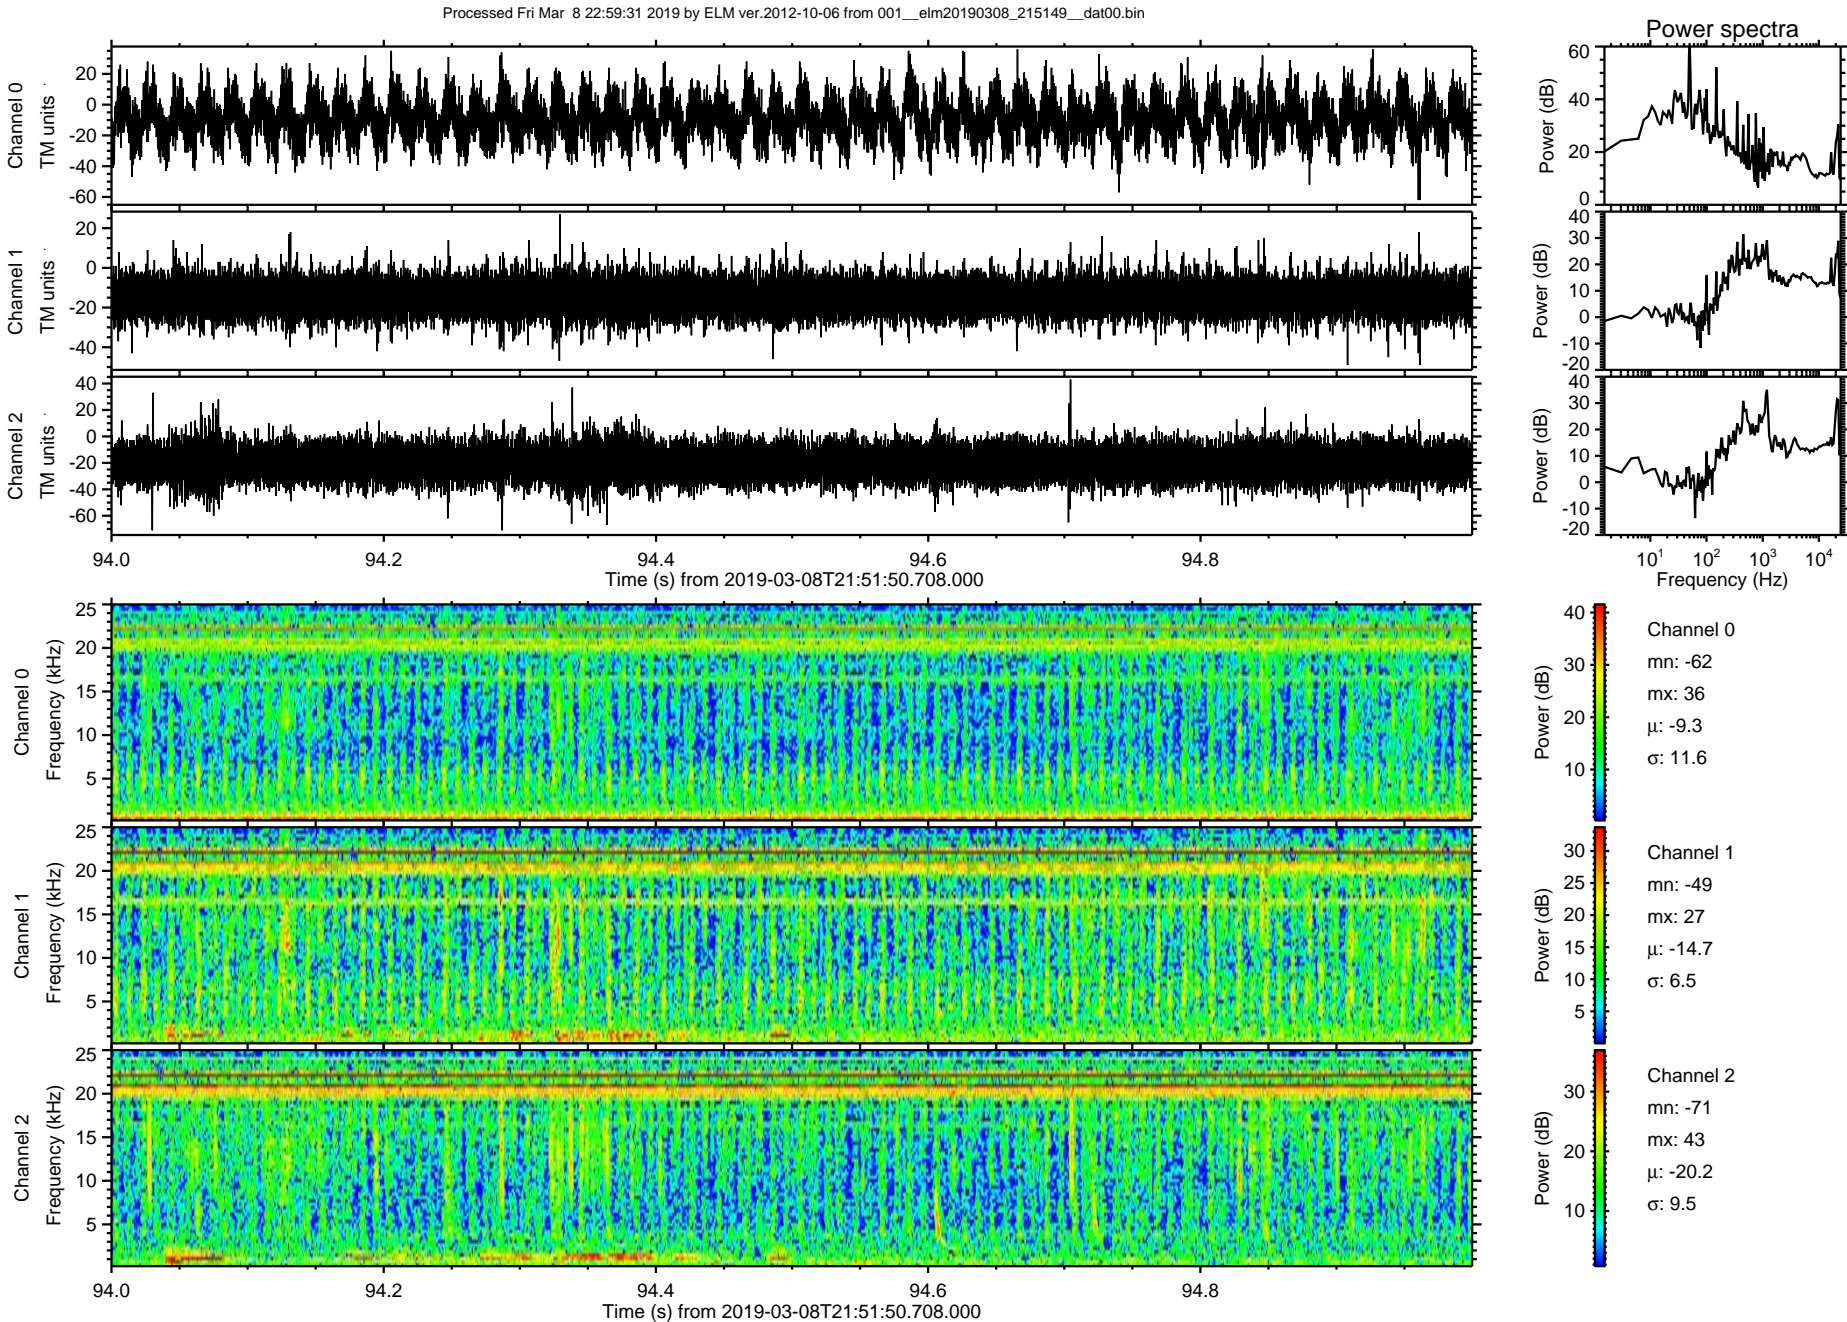 Processed Fri Mar  8 22:59:31 2019 by ELM ver.2012-10-06 from 001__elm20190308_215149__dat00.bin
Power spectra
Channel 0
TM units
20
0
-20
-40
-60
Power (dB)
60
40
20
0
Channel 1
TM units
20
0
-20
-40
Power (dB)
40
30
20
10
0
-10
-20
Channel 2
TM units
40
20
0
-20
-40
-60
Power (dB)
40
30
20
10
0
-10
-20
94.0 94.2 94.4 94.6 94.8
Time (s) from 2019-03-08T21:51:50.708.000
10^1 10^2 10^3 10^4
Frequency (Hz)
Channel 0
Frequency (kHz)
25
20
15
10
5
Power (dB)
40
30
20
10
Channel 0
mn: -62
mx: 36
µ: -9.3
σ: 11.6
Channel 1
Frequency (kHz)
25
20
15
10
5
Power (dB)
30
25
20
15
10
5
Channel 1
mn: -49
mx: 27
µ: -14.7
σ: 6.5
Channel 2
Frequency (kHz)
25
20
15
10
5
Power (dB)
30
20
10
Channel 2
mn: -71
mx: 43
µ: -20.2
σ: 9.5
94.0 94.2 94.4 94.6 94.8
Time (s) from 2019-03-08T21:51:50.708.000